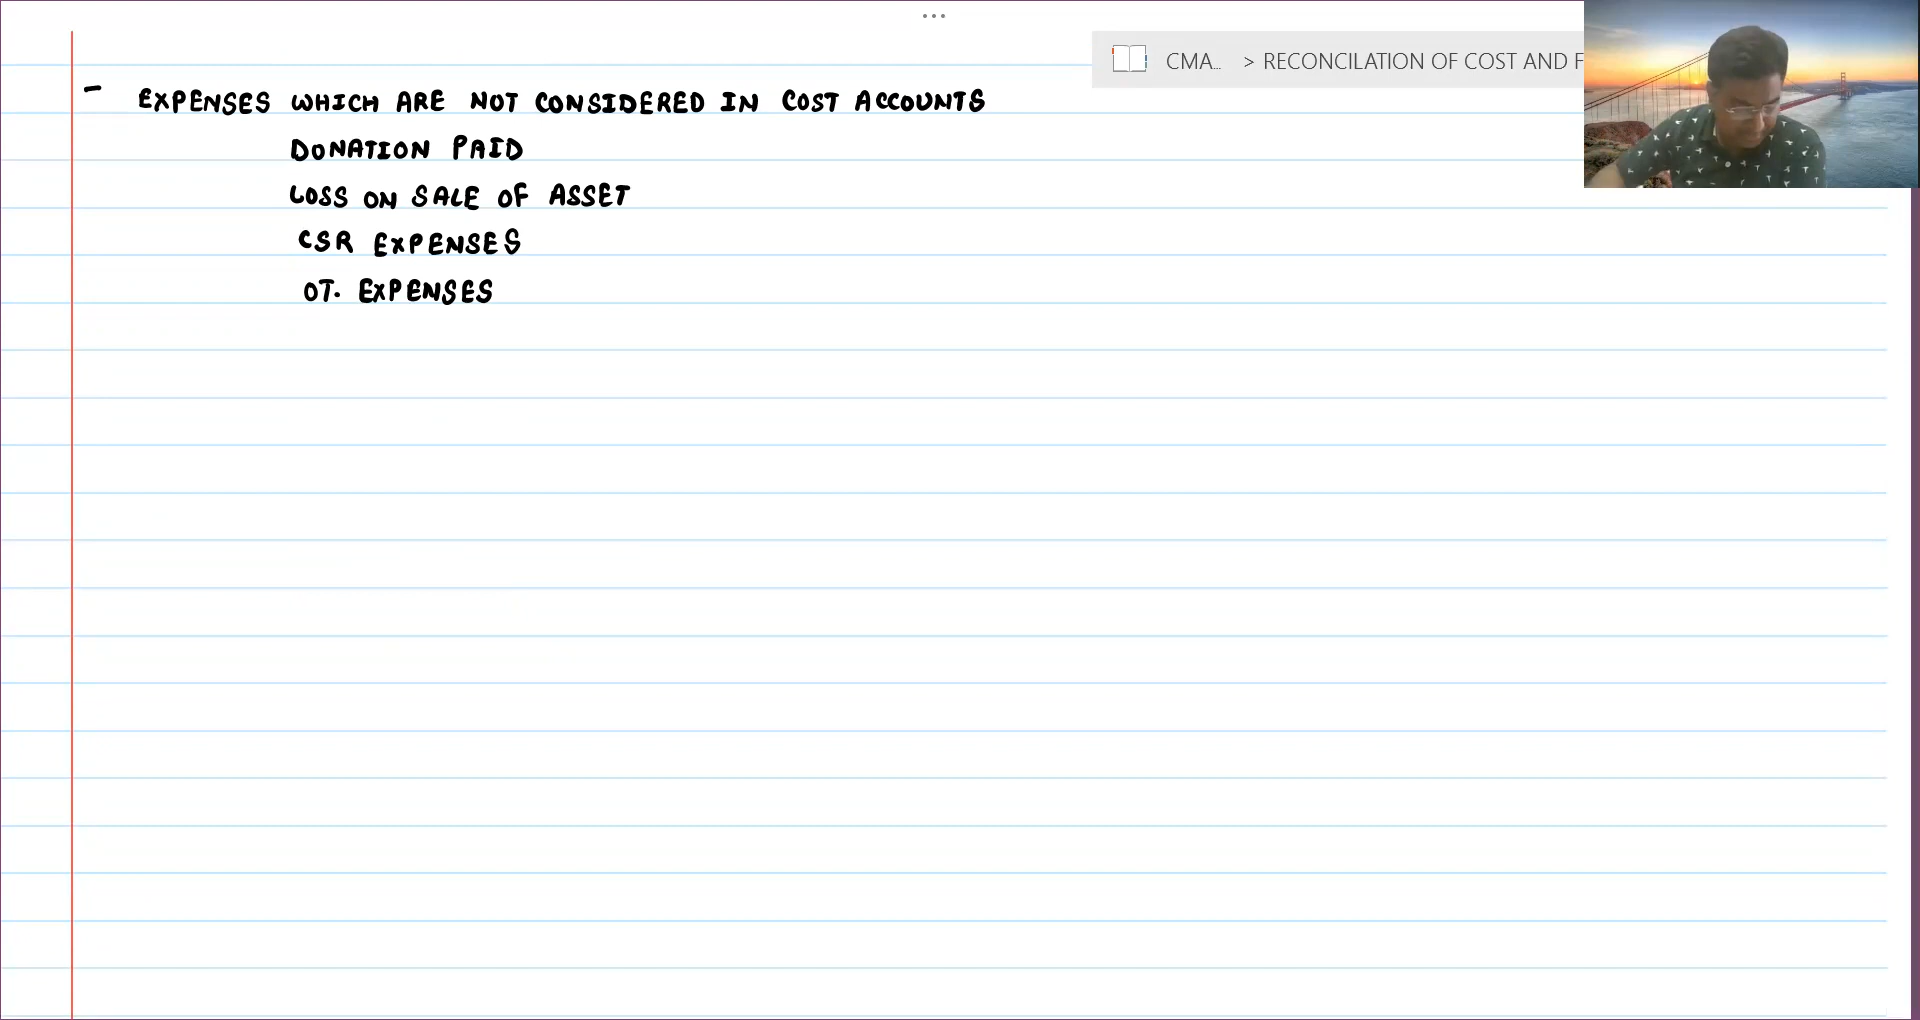 ...
CMA... > RECONCILATION OF COST AND F
- EXPENSES WHICH ARE NOT CONSIDERED IN COST ACCOUNTS
DONATION PAID
LOSS ON SALE OF ASSET
CSR EXPENSES
OT. EXPENSES